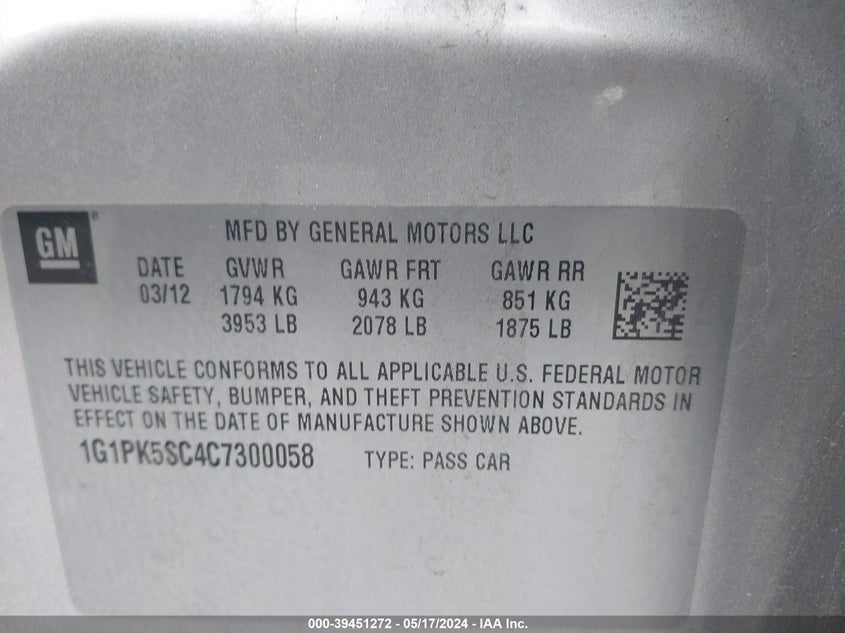 GM
MFD BY GENERAL MOTORS LLC
DATE GVWR GAWR FRT GAWR RR
03/12 1794 KG 943 KG 851 KG
3953 LB 2078 LB 1875 LB
THIS VEHICLE CONFORMS TO ALL APPLICABLE U.S. FEDERAL MOTOR
VEHICLE SAFETY, BUMPER, AND THEFT PREVENTION STANDARDS IN
EFFECT ON THE DATE OF MANUFACTURE SHOWN ABOVE.
1G1PK5SC4C7300058 TYPE: PASS CAR
000-39451272 - 05/17/2024 - IAA Inc.